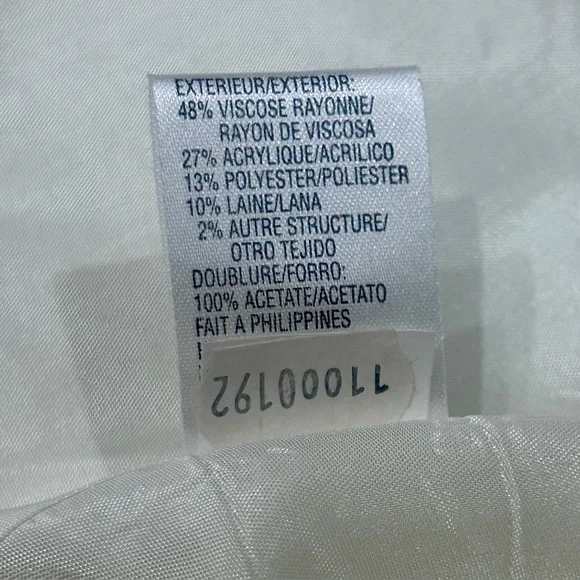 EXTERIEUR/EXTERIOR:
48% VISCOSE RAYONNE/
RAYON DE VISCOSA
27% ACRYLIQUE/ACRILICO
13% POLYESTER/POLIESTER
10% LAINE/LANA
2% AUTRE STRUCTURE/
OTRO TEJIDO
DOUBLURE/FORRO:
100% ACETATE/ACETATO
FAIT A PHILIPPINES
11000192